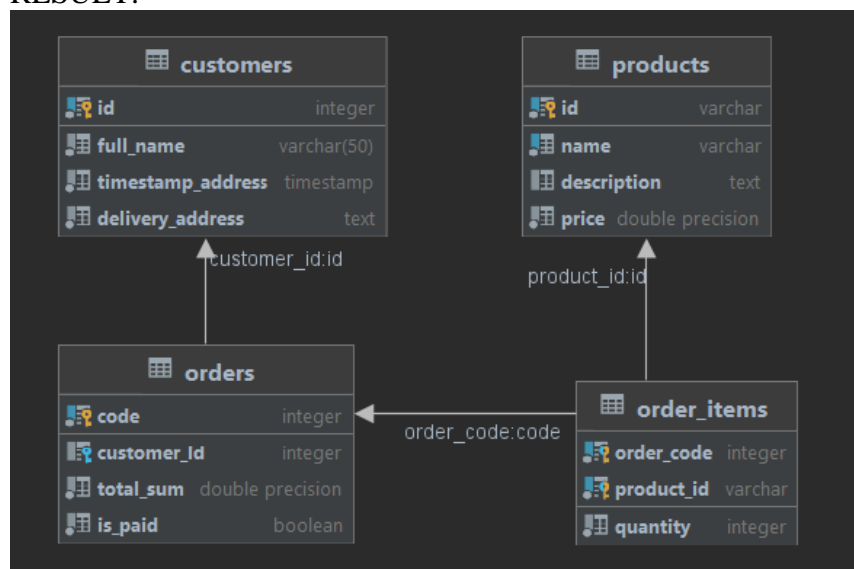 RESULT:
customers
id integer
full_name varchar(50)
timestamp_address timestamp
delivery_address text
products
id varchar
name varchar
description text
price double precision
customer_id:id
product_id:id
orders
code integer
customer_Id integer
total_sum double precision
is_paid boolean
order_code:code
order_items
order_code integer
product_id varchar
quantity integer